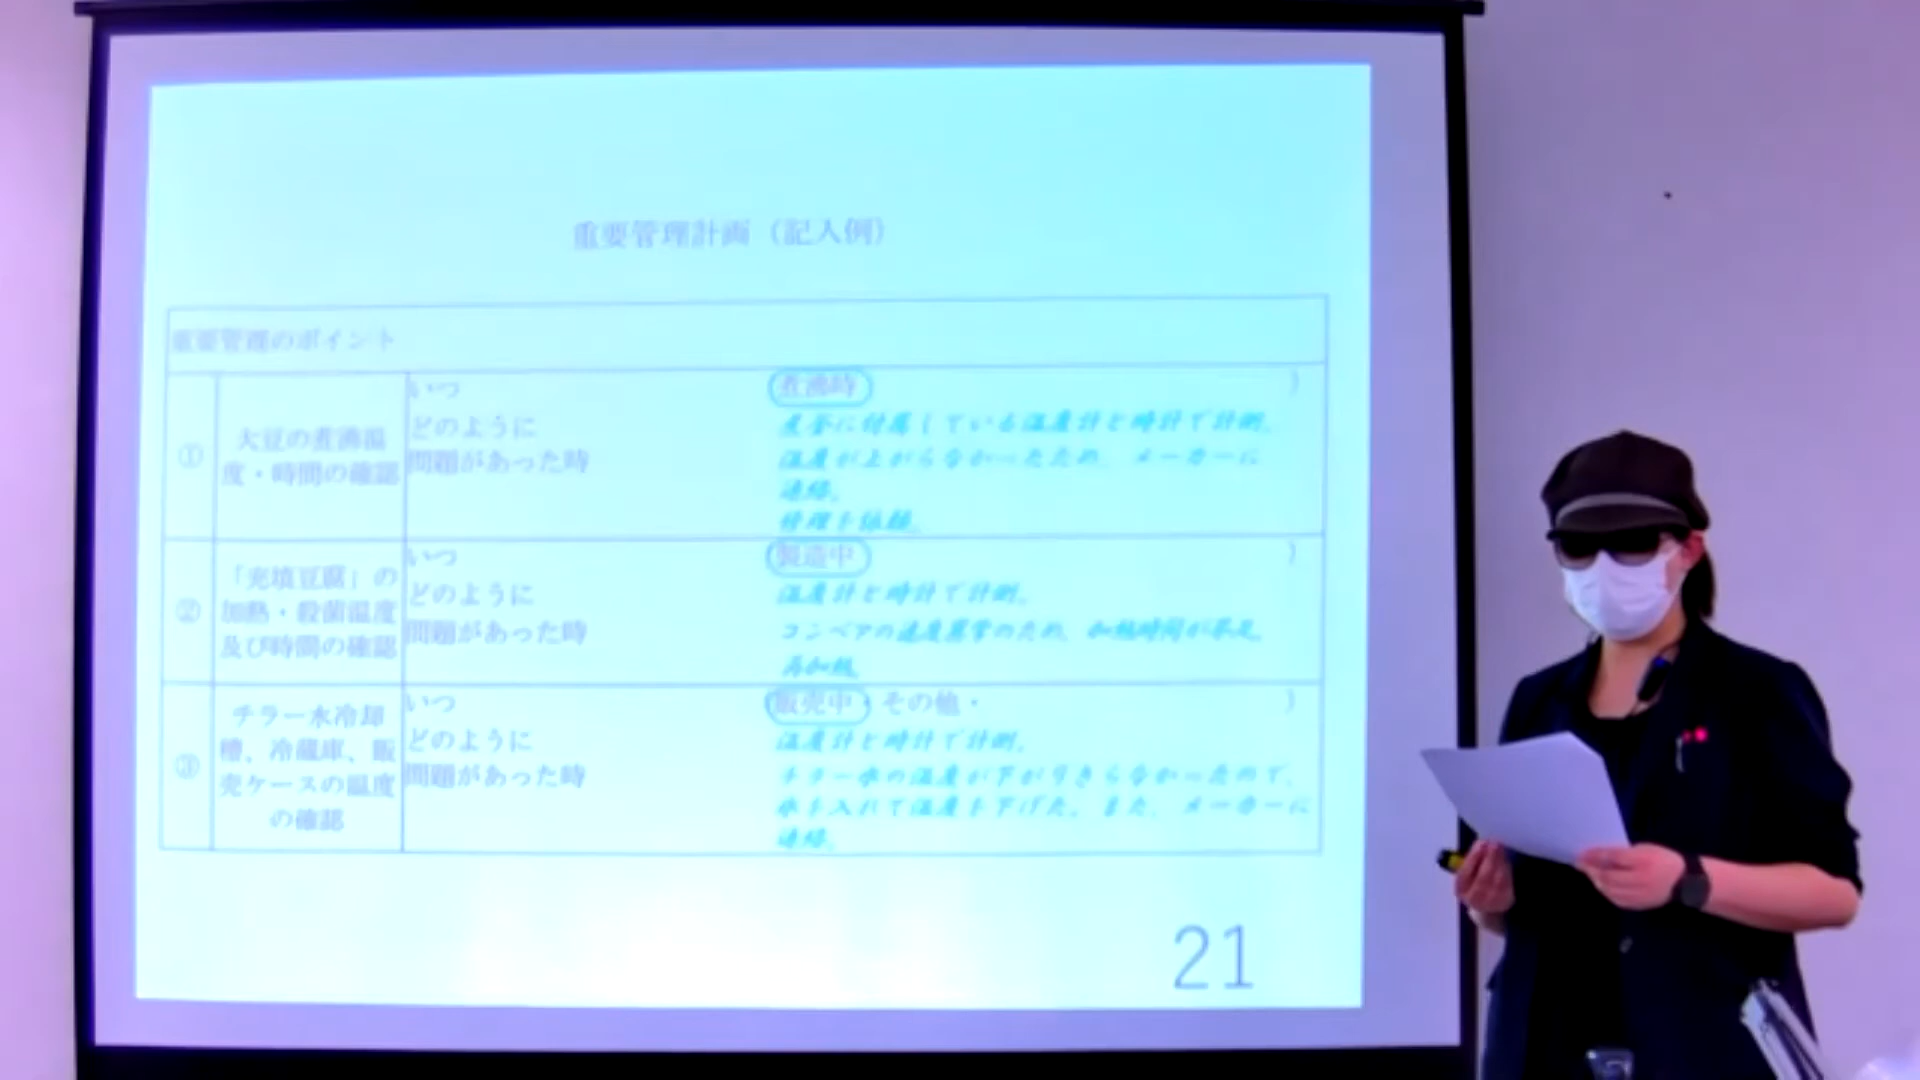 重要管理計画（記入例）
重要管理のポイント
①
大豆の煮沸温
度・時間の確認
いつ
どのように
問題があった時
煮沸時 ）
煮釜に付属している温度計と時計で計測。
温度が上がらなかったため、メーカーに
連絡。
修理を依頼。
②
「充填豆腐」の
加熱・殺菌温度
及び時間の確認
いつ
どのように
問題があった時
製造中 ）
温度計と時計で計測。
コンベアの速度異常のため、加熱時間が不足。
再加熱。
③
チラー水冷却
槽、冷蔵庫、販
売ケースの温度
の確認
いつ
どのように
問題があった時
販売中・その他・ ）
温度計と時計で計測。
チラー水の温度が下がりきらなかったので、
氷を入れて温度を下げた。また、メーカーに
連絡。
21